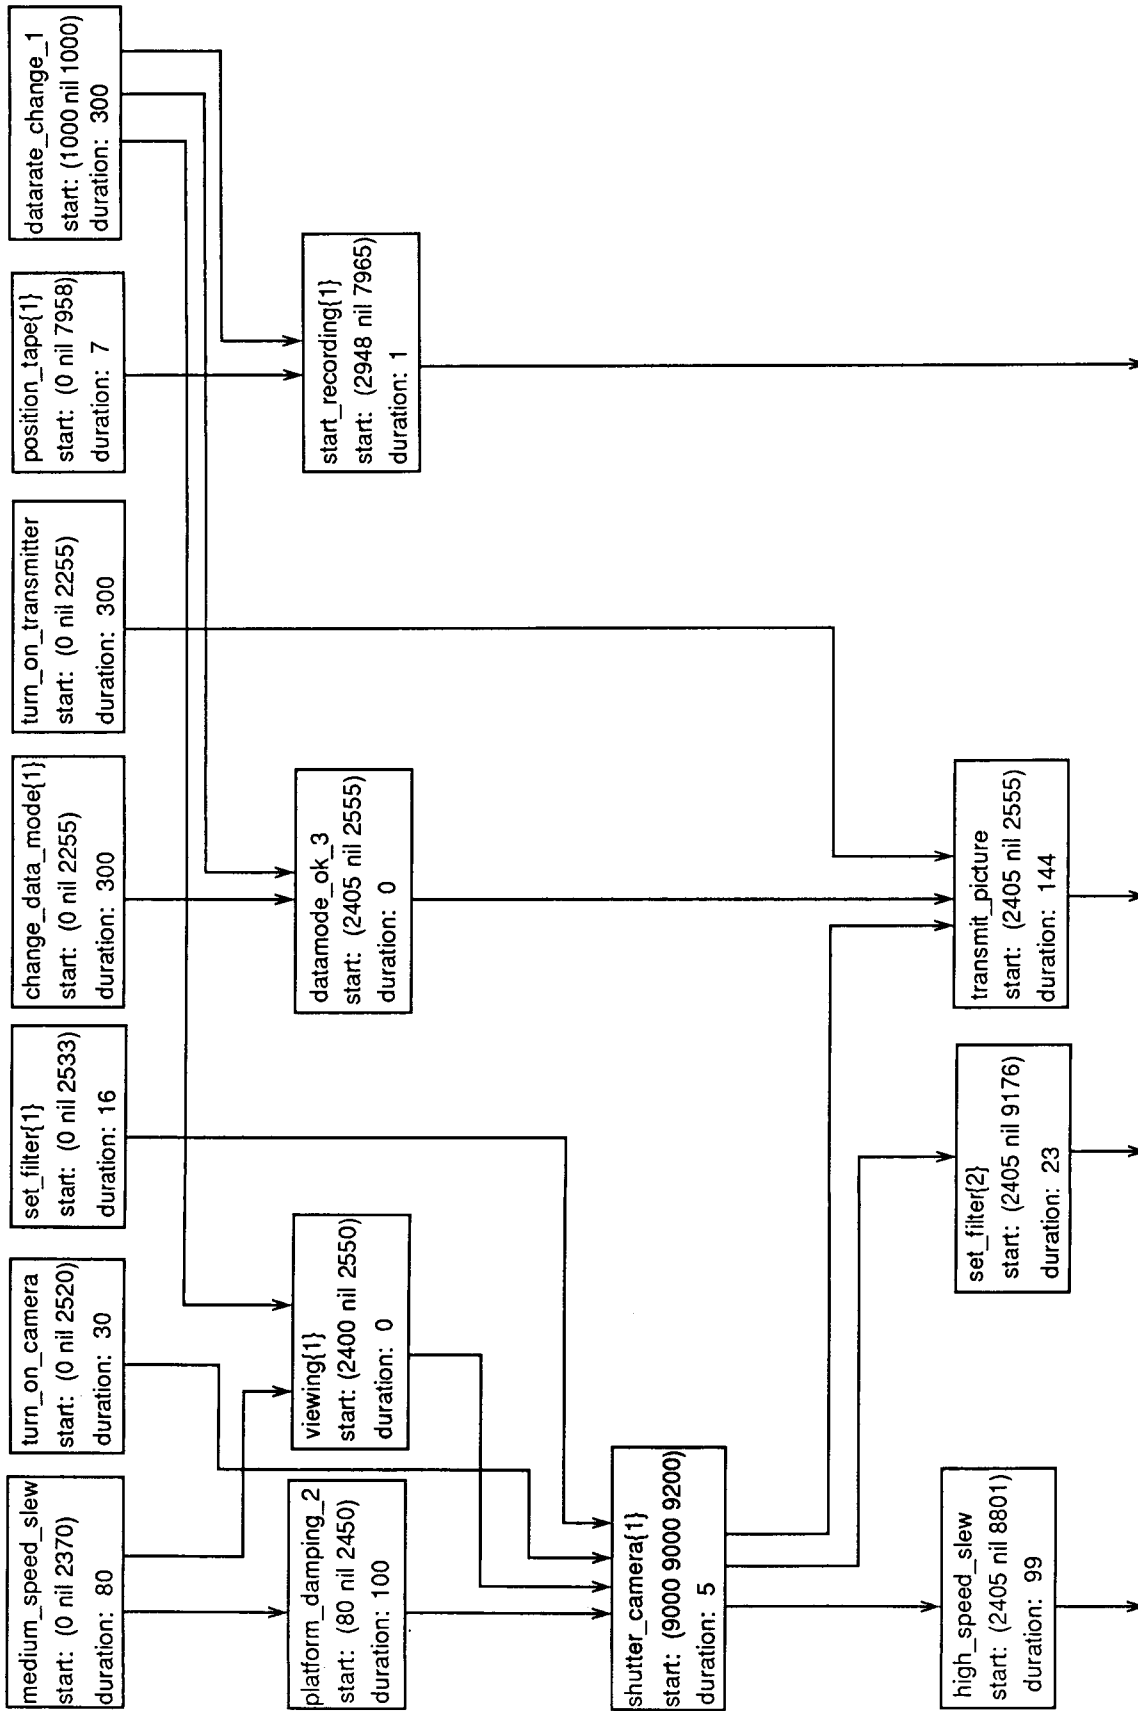 medium_speed_slew
start: (0 nil 2370)
duration: 80
turn_on_camera
start: (0 nil 2520)
duration: 30
set_filter{1}
start: (0 nil 2533)
duration: 16
change_data_mode{1}
start: (0 nil 2255)
duration: 300
turn_on_transmitter
start: (0 nil 2255)
duration: 300
position_tape{1}
start: (0 nil 7958)
duration: 7
datarate_change_1
start: (1000 nil 1000)
duration: 300
platform_damping_2
start: (80 nil 2450)
duration: 100
viewing{1}
start: (2400 nil 2550)
duration: 0
datamode_ok_3
start: (2405 nil 2555)
duration: 0
start_recording{1}
start: (2948 nil 7965)
duration: 1
shutter_camera{1}
start: (9000 9000 9200)
duration: 5
high_speed_slew
start: (2405 nil 8801)
duration: 99
set_filter{2}
start: (2405 nil 9176)
duration: 23
transmit_picture
start: (2405 nil 2555)
duration: 144